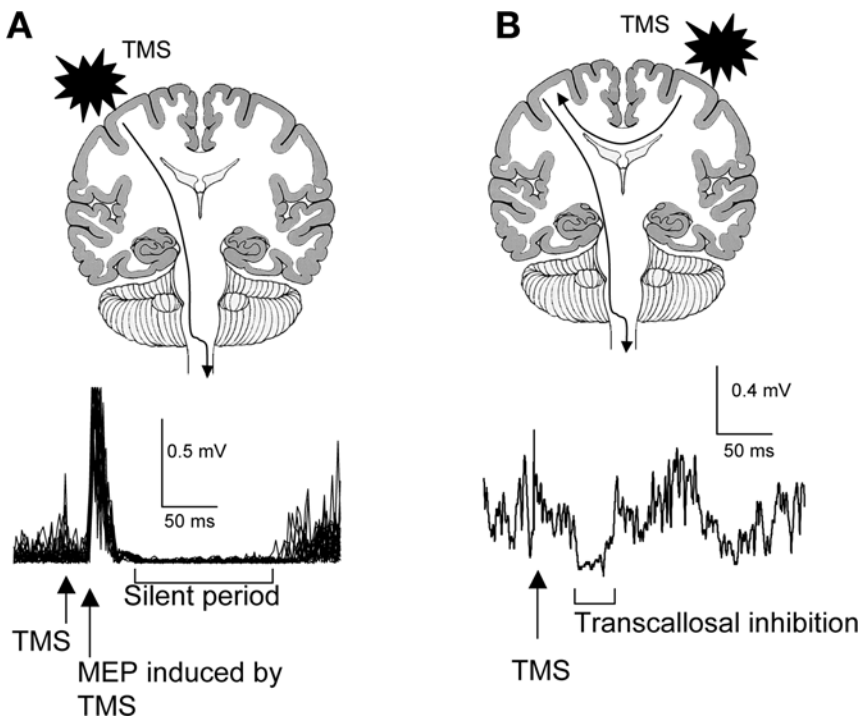 A
TMS
0.5 mV
50 ms
Silent period
TMS
MEP induced by
TMS
B
TMS
0.4 mV
50 ms
Transcallosal inhibition
TMS